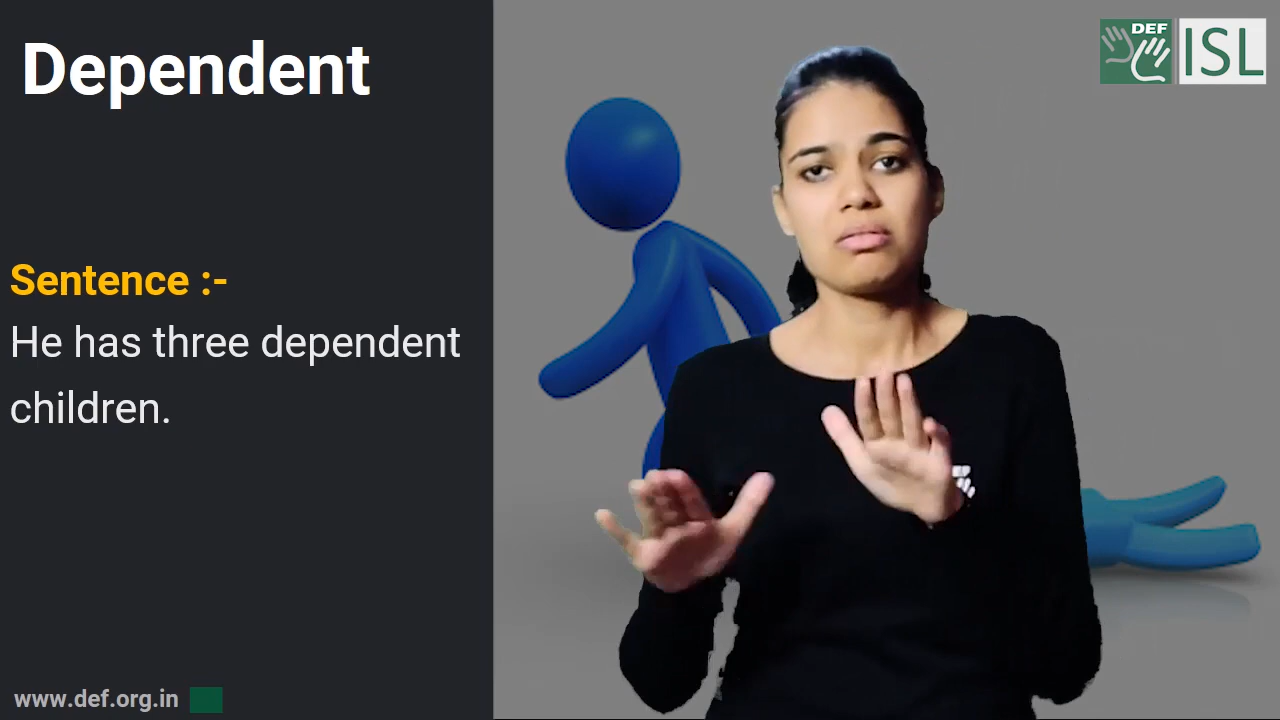 Dependent
DEF
ISL
Sentence :-
He has three dependent
children.
www.def.org.in